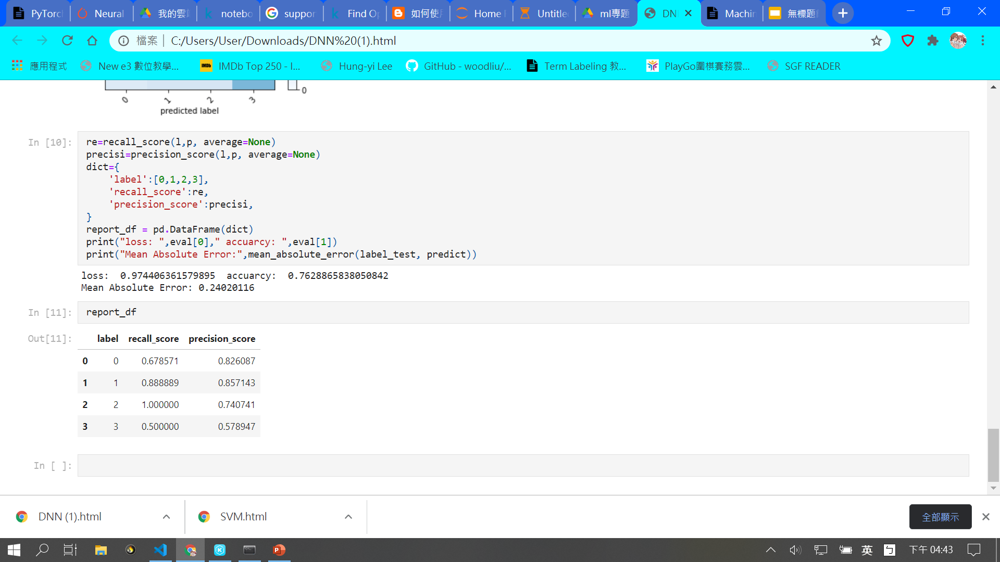 PyTorch
Neural
我的雲端
notebo
suppor
Find Op
如何使用
Home
Untitle
ml專題
DN
Machin
無標題
檔案
C:/Users/User/Downloads/DNN%20(1).html
應用程式
New e3 數位教學...
IMDb Top 250 - I...
Hung-yi Lee
GitHub - woodliu/...
Term Labeling 教...
PlayGo圍棋賽務雲...
SGF READER
0 1 2 3 0
predicted label
In [10]:
re=recall_score(l,p, average=None)
precisi=precision_score(l,p, average=None)
dict={
'label':[0,1,2,3],
'recall_score':re,
'precision_score':precisi,
}
report_df = pd.DataFrame(dict)
print("loss: ",eval[0]," accuarcy: ",eval[1])
print("Mean Absolute Error:",mean_absolute_error(label_test, predict))
loss:  0.974406361579895  accuarcy:  0.7628865838050842
Mean Absolute Error: 0.24020116
In [11]:
report_df
Out[11]:
label recall_score precision_score
0 0 0.678571 0.826087
1 1 0.888889 0.857143
2 2 1.000000 0.740741
3 3 0.500000 0.578947
In [ ]:
DNN (1).html
SVM.html
全部顯示
英
ㄅ
下午 04:43